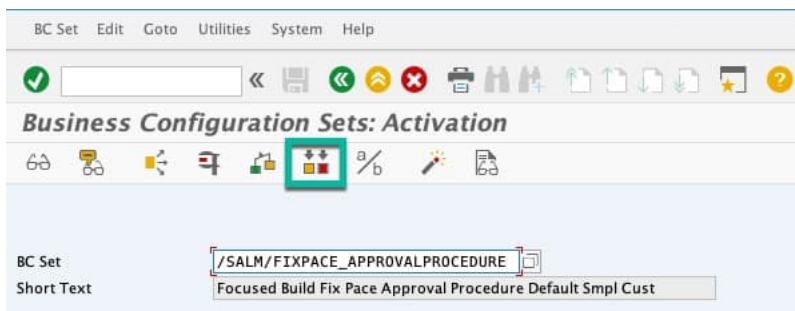 BC Set Edit Goto Utilities System Help
«
Business Configuration Sets: Activation
a/b
BC Set /SALM/FIXPACE_APPROVALPROCEDURE
Short Text Focused Build Fix Pace Approval Procedure Default Smpl Cust